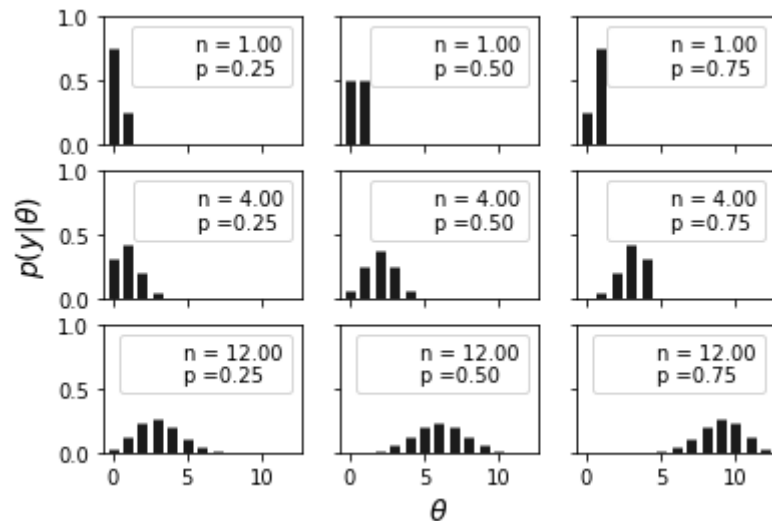 1.0
0.5
0.0
n = 1.00
p =0.25
n = 1.00
p =0.50
n = 1.00
p =0.75
1.0
0.5
0.0
n = 4.00
p =0.25
n = 4.00
p =0.50
n = 4.00
p =0.75
p(y|θ)
1.0
0.5
0.0
n = 12.00
p =0.25
n = 12.00
p =0.50
n = 12.00
p =0.75
0 5 10
0 5 10
0 5 10
θ